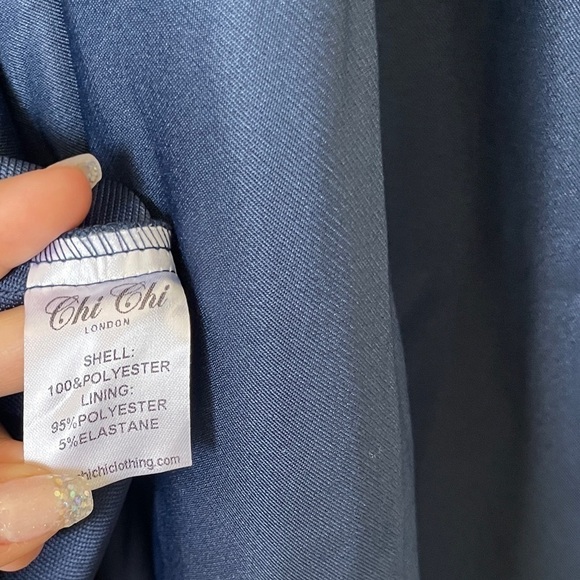 Chi Chi
LONDON
SHELL:
100&POLYESTER
LINING:
95%POLYESTER
5%ELASTANE
chichiclothing.com